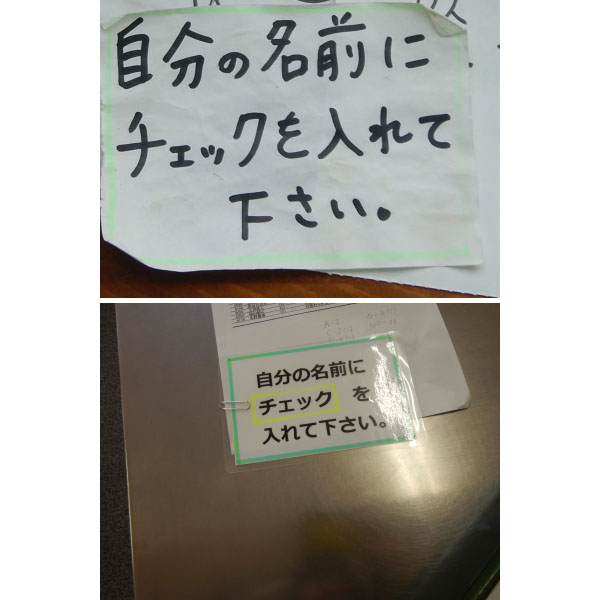 自分の名前に
チェックを入れて
下さい。
自分の名前に
チェック を
入れて下さい。